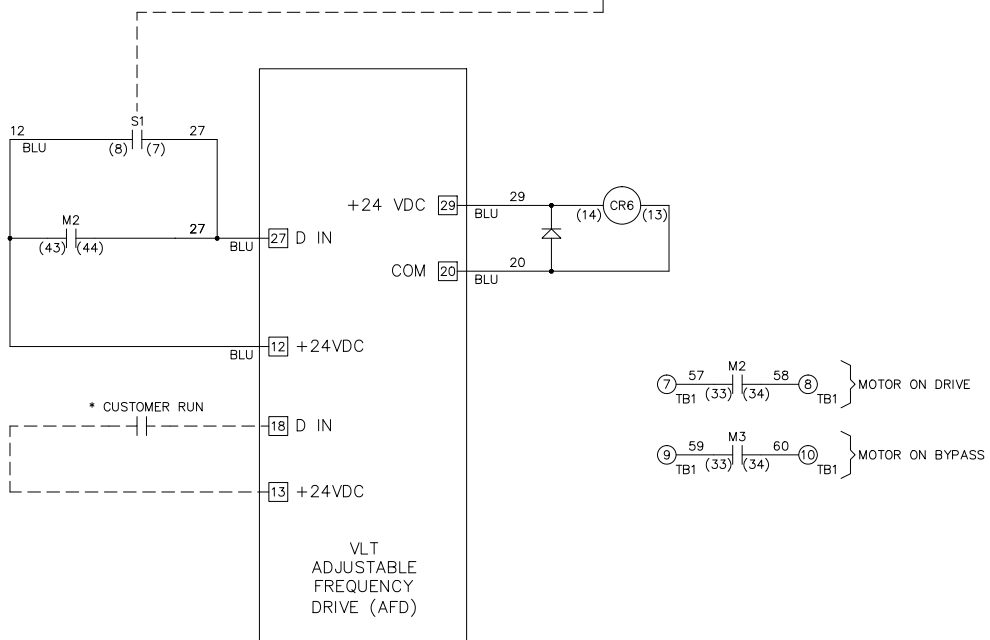 S1
12 27
BLU (8) (7)
M2
27
(43) (44) BLU
27 D IN
BLU 12 +24VDC
* CUSTOMER RUN
18 D IN
13 +24VDC
+24 VDC 29
29
BLU (14) CR6 (13)
COM 20
20
BLU
VLT
ADJUSTABLE
FREQUENCY
DRIVE (AFD)
M2
7 57 58 8
TB1 (33) (34) TB1
MOTOR ON DRIVE
M3
9 59 60 10
TB1 (33) (34) TB1
MOTOR ON BYPASS